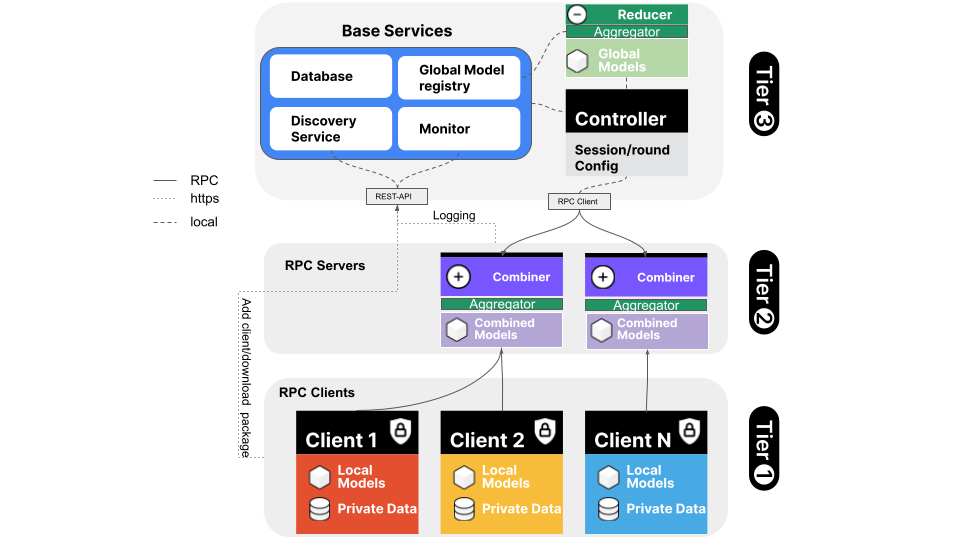 Base Services
Database
Global Model
registry
Discovery
Service
Monitor
Reducer
Aggregator
Global
Models
Controller
Session/round
Config
Tier 3
RPC
https
local
REST-API
RPC Client
Logging
RPC Servers
Combiner
Aggregator
Combined
Models
Combiner
Aggregator
Combined
Models
Tier 2
Add client/download package
RPC Clients
Client 1
Local
Models
Private Data
Client 2
Local
Models
Private Data
Client N
Local
Models
Private Data
Tier 1